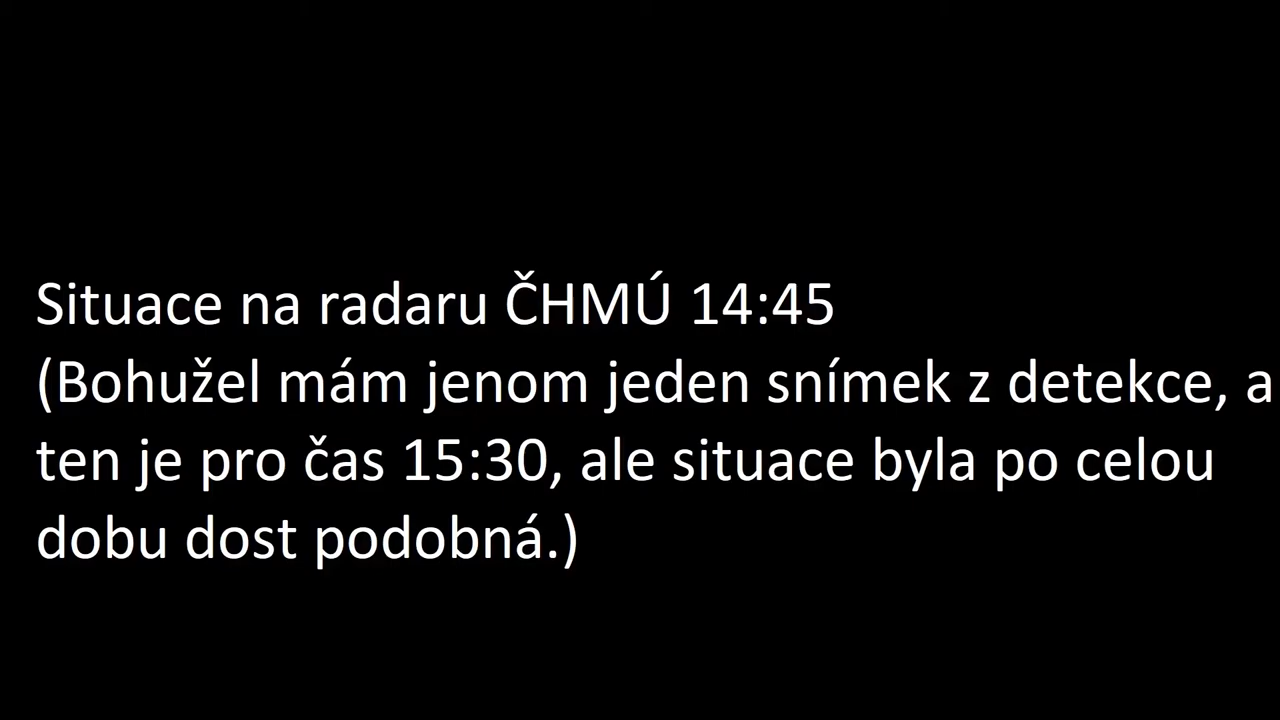 Situace na radaru ČHMÚ 14:45
(Bohužel mám jenom jeden snímek z detekce, a
ten je pro čas 15:30, ale situace byla po celou
dobu dost podobná.)